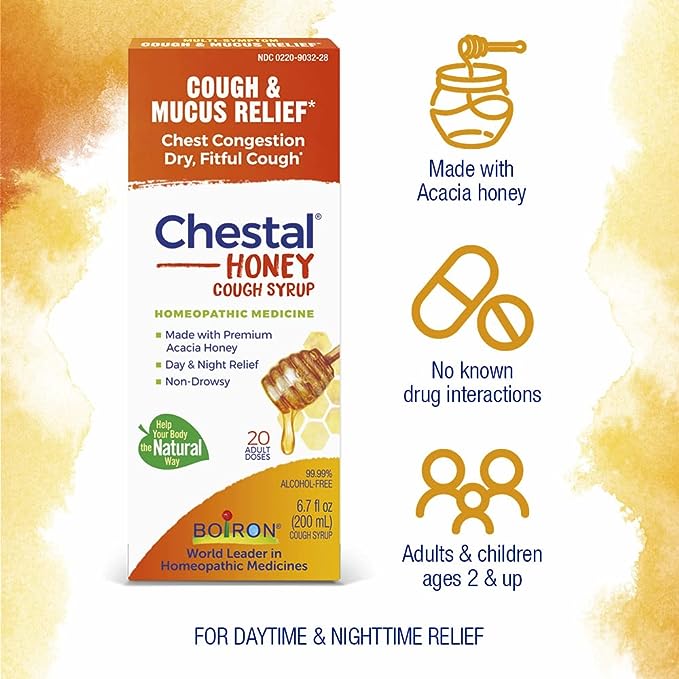 MULTI-SYMPTOM
COUGH & MUCUS RELIEF*
NDC 0220-9032-28
COUGH &
MUCUS RELIEF*
Chest Congestion
Dry, Fitful Cough*
Chestal®
HONEY
COUGH SYRUP
HOMEOPATHIC MEDICINE
Made with Premium
Acacia Honey
Day & Night Relief
Non-Drowsy
Help
Your Body
the Natural
Way
20
ADULT
DOSES
99.99%
ALCOHOL-FREE
6.7 fl oz
(200 mL)
COUGH SYRUP
BOIRON®
World Leader in
Homeopathic Medicines
Made with
Acacia honey
No known
drug interactions
Adults & children
ages 2 & up
FOR DAYTIME & NIGHTTIME RELIEF